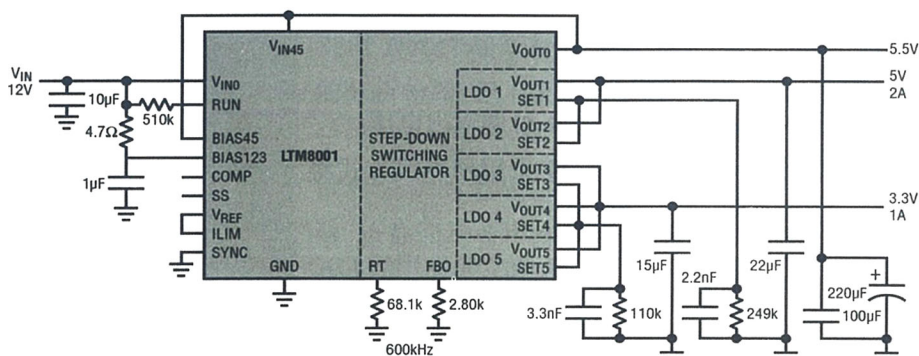 VIN45
VOUT0
5.5V
VIN
12V
VIN0
LDO 1
VOUT1
5V
10µF
RUN
SET1
2A
510k
4.7Ω
LDO 2
VOUT2
BIAS45
STEP-DOWN
SET2
BIAS123
LTM8001
SWITCHING
REGULATOR
LDO 3
VOUT3
1µF
COMP
SET3
3.3V
SS
LDO 4
VOUT4
1A
VREF
SET4
ILIM
LDO 5
VOUT5
SYNC
SET5
GND
RT
FBO
15µF
2.2nF
22µF
68.1k
2.80k
3.3nF
110k
249k
+
220µF
100µF
600kHz